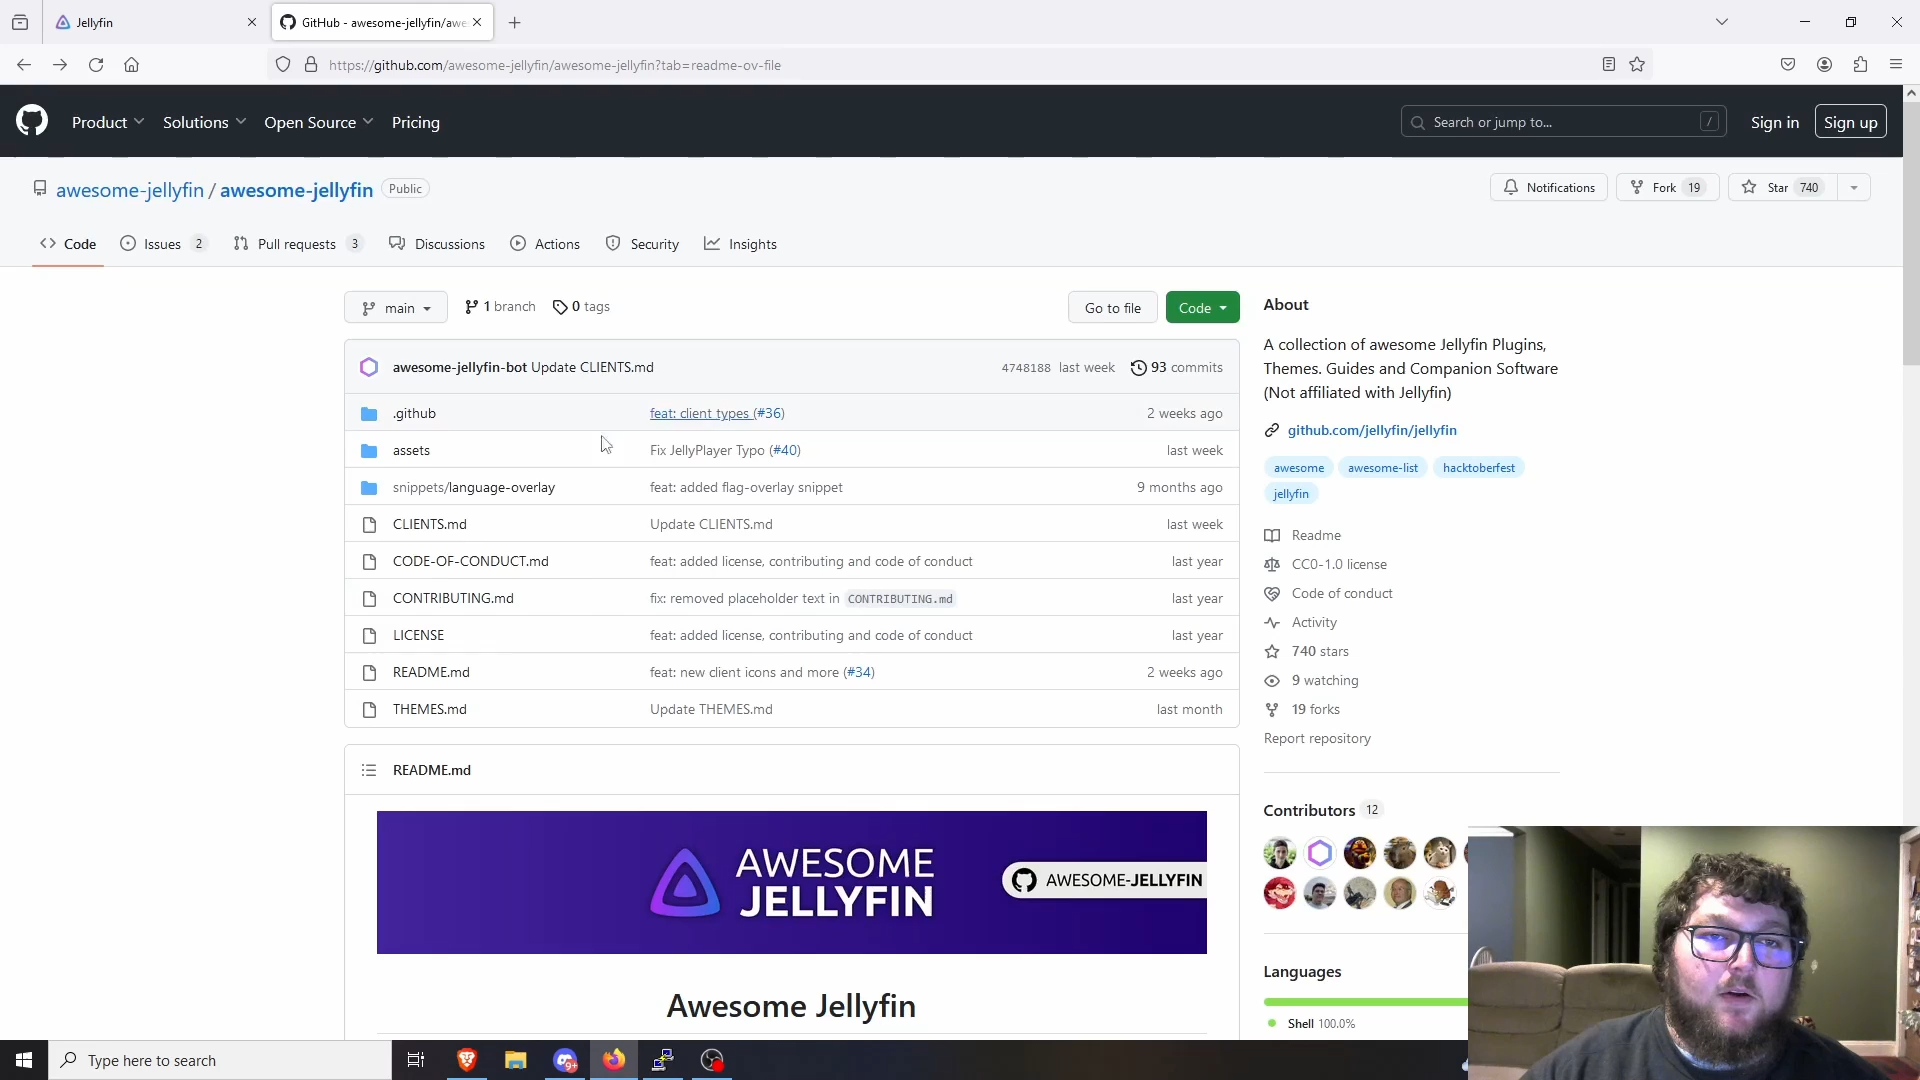 Jellyfin
GitHub - awesome-jellyfin/awe
https://github.com/awesome-jellyfin/awesome-jellyfin?tab=readme-ov-file
Product Solutions Open Source Pricing
Search or jump to... /
Sign in Sign up
awesome-jellyfin / awesome-jellyfin Public
Notifications Fork 19 Star 740
Code Issues 2 Pull requests 3 Discussions Actions Security Insights
main 1 branch 0 tags Go to file Code
awesome-jellyfin-bot Update CLIENTS.md 4748188 last week 93 commits
.github feat: client types (#36) 2 weeks ago
assets Fix JellyPlayer Typo (#40) last week
snippets/language-overlay feat: added flag-overlay snippet 9 months ago
CLIENTS.md Update CLIENTS.md last week
CODE-OF-CONDUCT.md feat: added license, contributing and code of conduct last year
CONTRIBUTING.md fix: removed placeholder text in CONTRIBUTING.md last year
LICENSE feat: added license, contributing and code of conduct last year
README.md feat: new client icons and more (#34) 2 weeks ago
THEMES.md Update THEMES.md last month
README.md
AWESOME
JELLYFIN
AWESOME-JELLYFIN
Awesome Jellyfin
About
A collection of awesome Jellyfin Plugins,
Themes. Guides and Companion Software
(Not affiliated with Jellyfin)
github.com/jellyfin/jellyfin
awesome awesome-list hacktoberfest
jellyfin
Readme
CC0-1.0 license
Code of conduct
Activity
740 stars
9 watching
19 forks
Report repository
Contributors 12
Languages
Shell 100.0%
Type here to search
9+